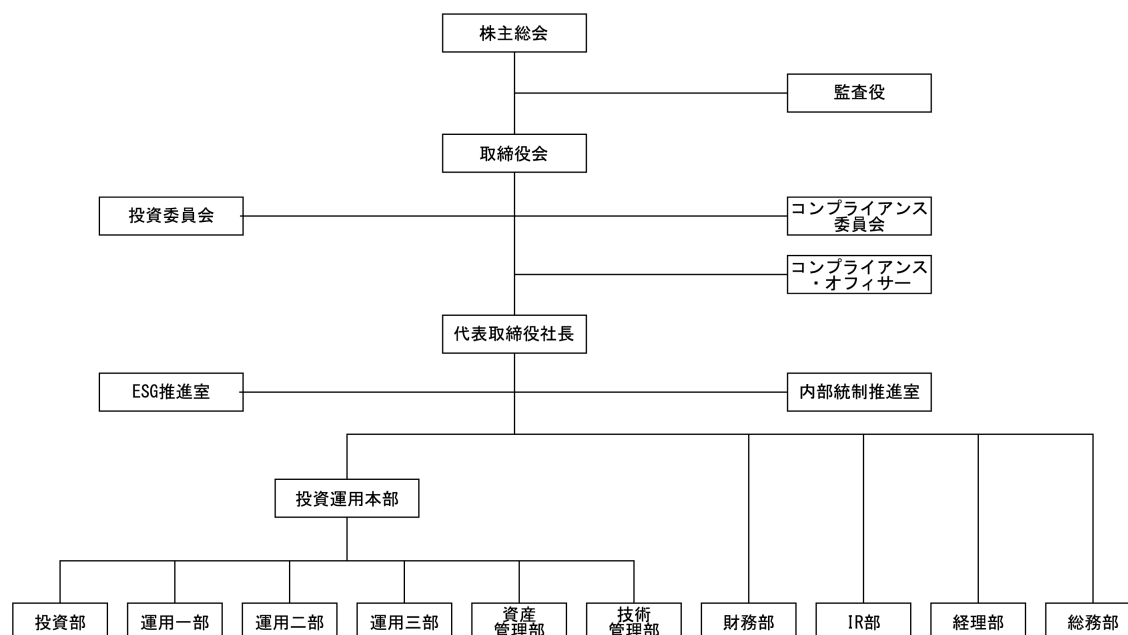 株主総会
監査役
取締役会
投資委員会
コンプライアンス
委員会
コンプライアンス
・オフィサー
代表取締役社長
ESG推進室
内部統制推進室
投資運用本部
投資部
運用一部
運用二部
運用三部
資産
管理部
技術
管理部
財務部
IR部
経理部
総務部